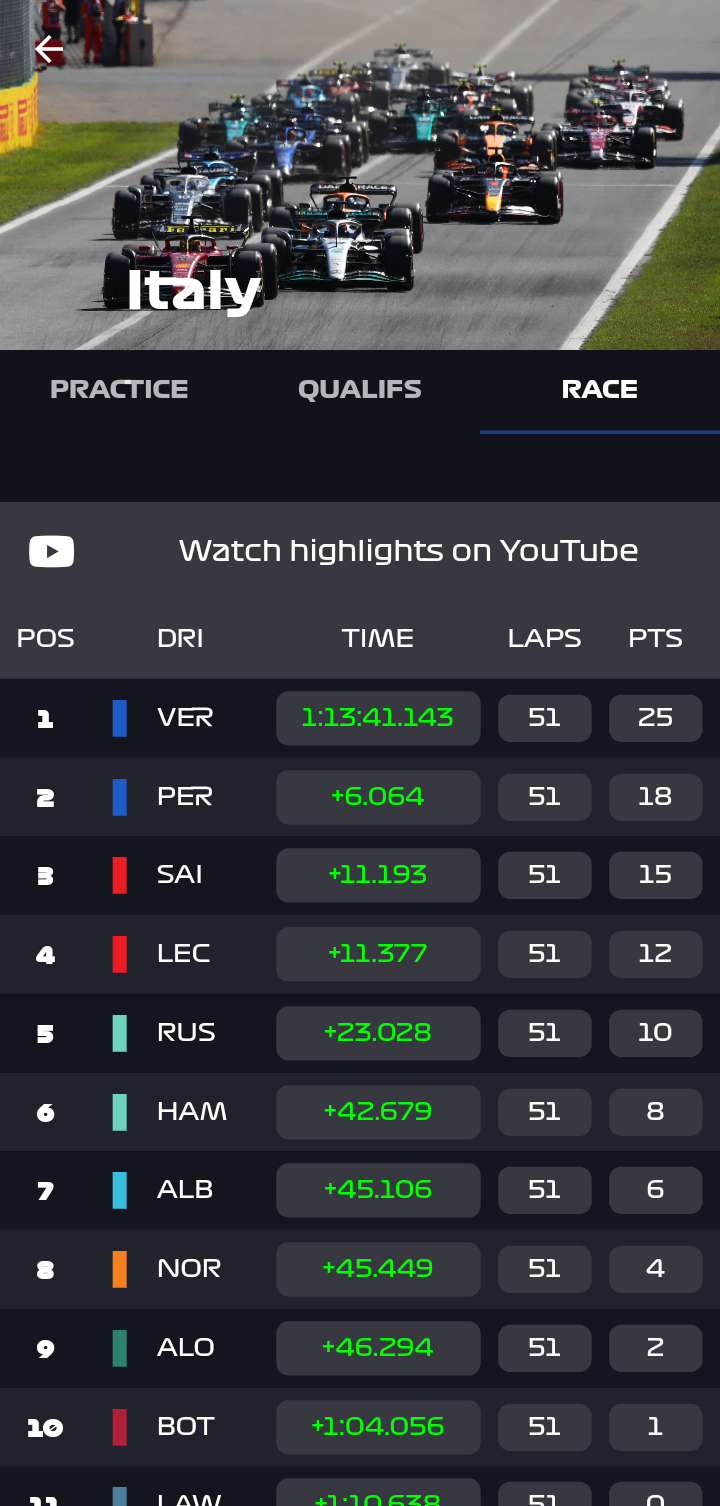 Italy
PRACTICE QUALIFS RACE
Watch highlights on YouTube
POS DRI TIME LAPS PTS
1 VER 1:13:41.143 51 25
2 PER +6.064 51 18
3 SAI +11.193 51 15
4 LEC +11.377 51 12
5 RUS +23.028 51 10
6 HAM +42.679 51 8
7 ALB +45.106 51 6
8 NOR +45.449 51 4
9 ALO +46.294 51 2
10 BOT +1:04.056 51 1
11 LAW +1:10.638 51 0